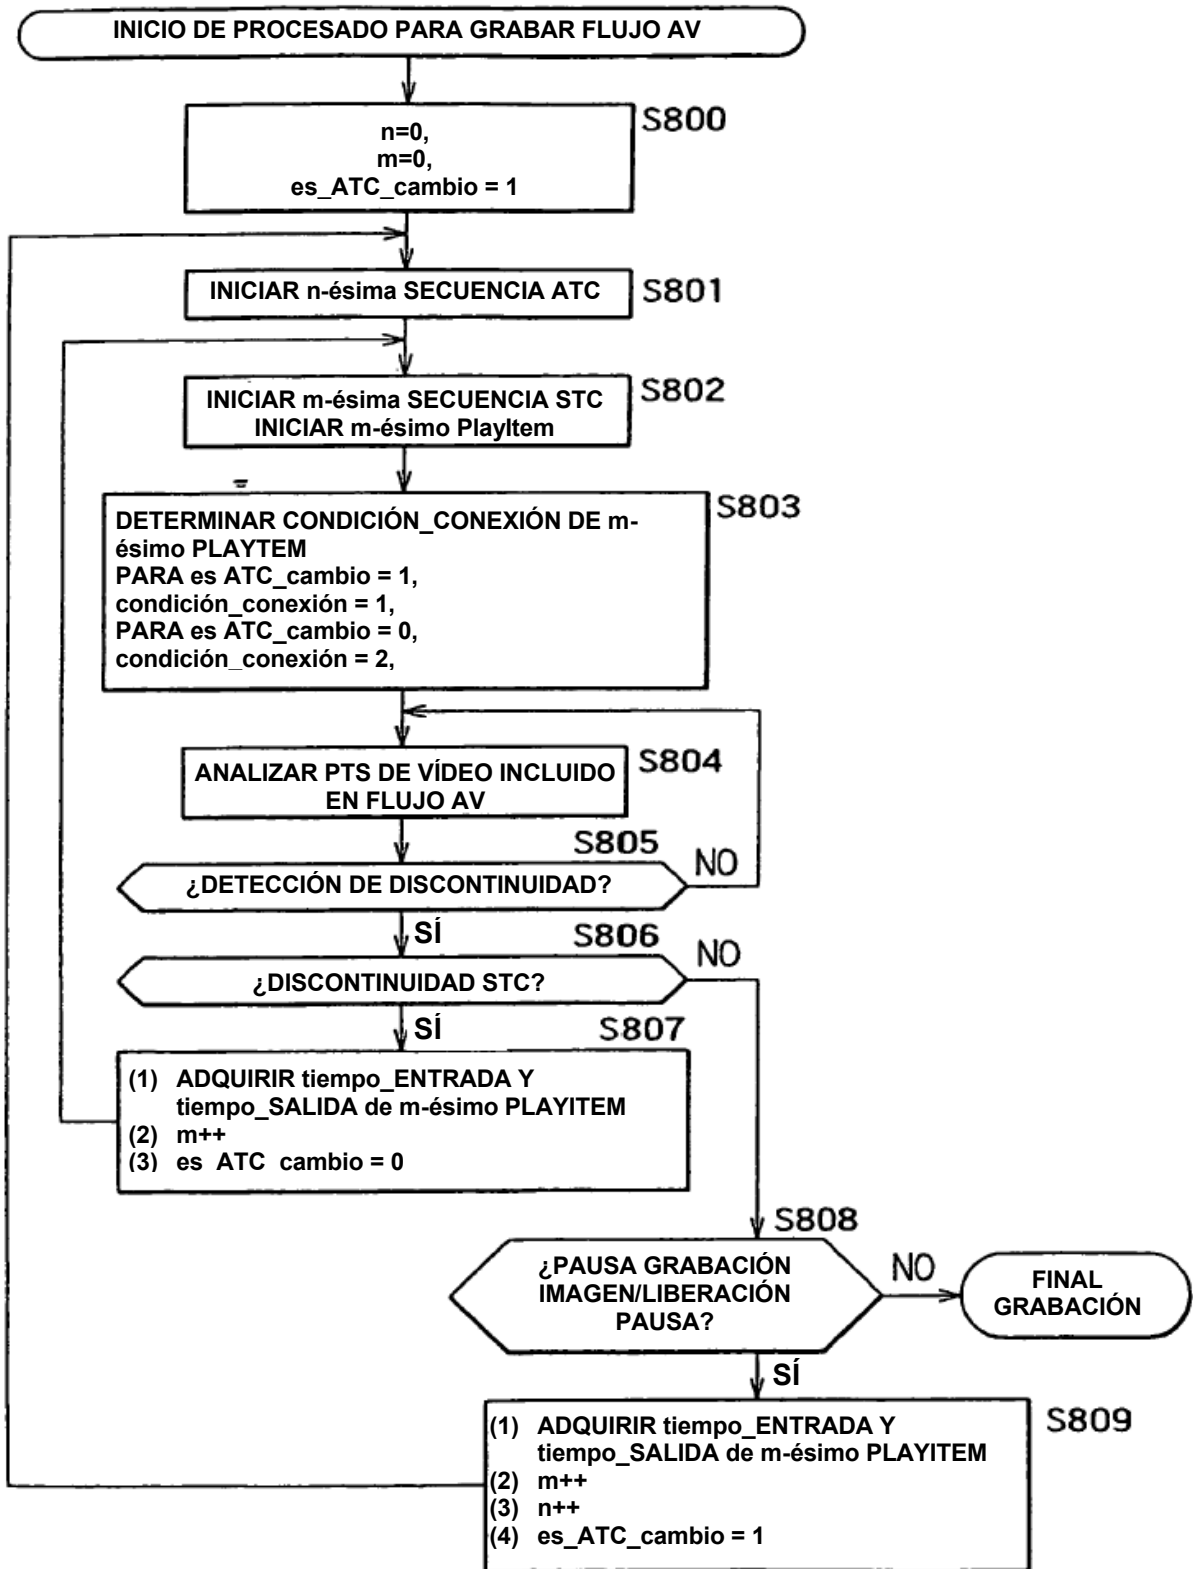 INICIO DE PROCESADO PARA GRABAR FLUJO AV
S800
n=0,
m=0,
es_ATC_cambio = 1
INICIAR n-ésima SECUENCIA ATC
S801
INICIAR m-ésima SECUENCIA STC
INICIAR m-ésimo PlayItem
S802
DETERMINAR CONDICIÓN_CONEXIÓN DE m-
ésimo PLAYTEM
PARA es ATC_cambio = 1,
condición_conexión = 1,
PARA es ATC_cambio = 0,
condición_conexión = 2,
S803
ANALIZAR PTS DE VÍDEO INCLUIDO
EN FLUJO AV
S804
S805
¿DETECCIÓN DE DISCONTINUIDAD?
NO
SÍ
S806
¿DISCONTINUIDAD STC?
NO
SÍ
S807
(1) ADQUIRIR tiempo_ENTRADA Y
tiempo_SALIDA de m-ésimo PLAYITEM
(2) m++
(3) es ATC cambio = 0
S808
¿PAUSA GRABACIÓN
IMAGEN/LIBERACIÓN
PAUSA?
NO
FINAL
GRABACIÓN
SÍ
S809
(1) ADQUIRIR tiempo_ENTRADA Y
tiempo_SALIDA de m-ésimo PLAYITEM
(2) m++
(3) n++
(4) es_ATC_cambio = 1